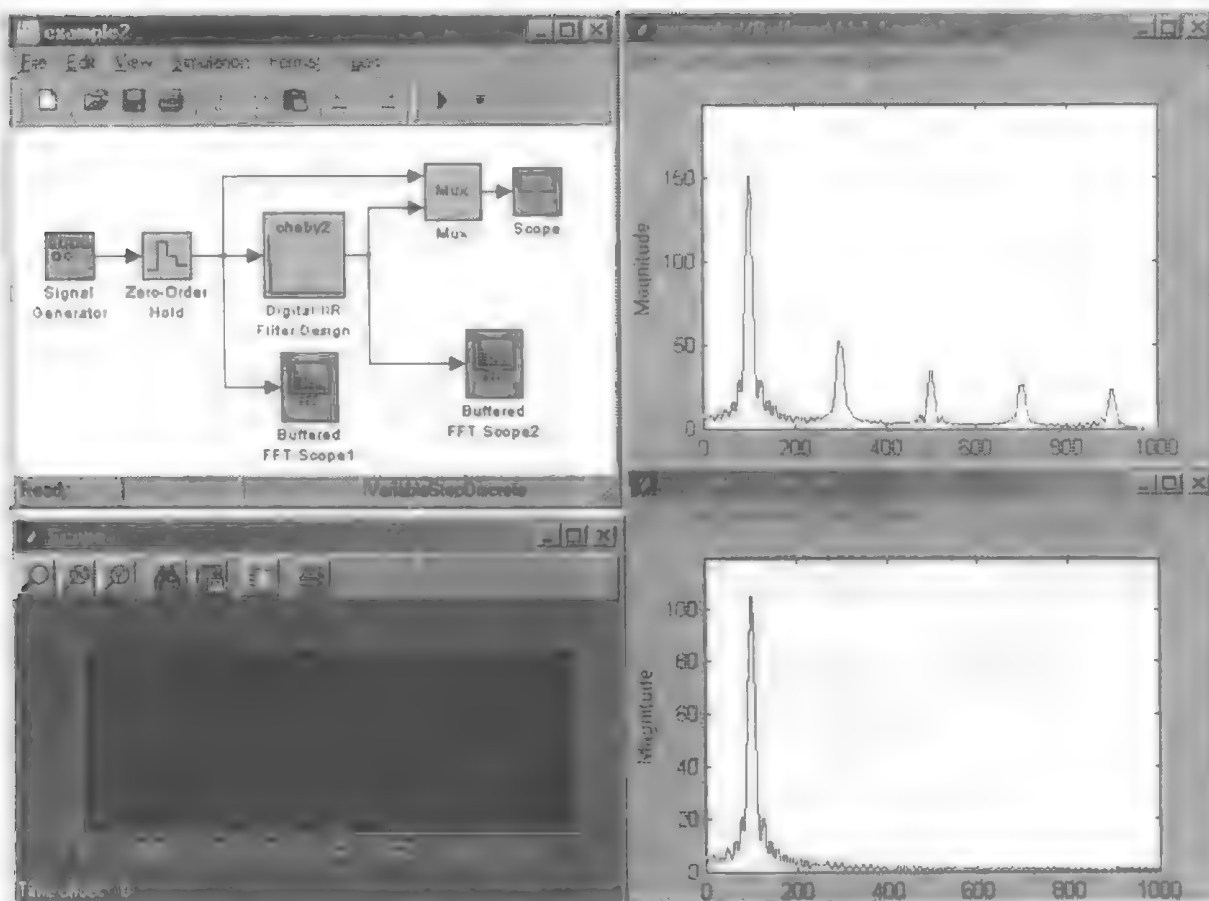 example2
File Edit View Simulation Format
Mux
cheby2
Mux
Scope
Signal
Generator
Zero-Order
Hold
Digital IIR
Filter Design
Buffered
FFT Scope1
Buffered
FFT Scope2
Ready
VariableStepDiscrete
Scope
Magnitude
150
100
50
0
0 200 400 600 800 1000
Magnitude
100
80
60
40
20
0
0 200 400 600 800 1000